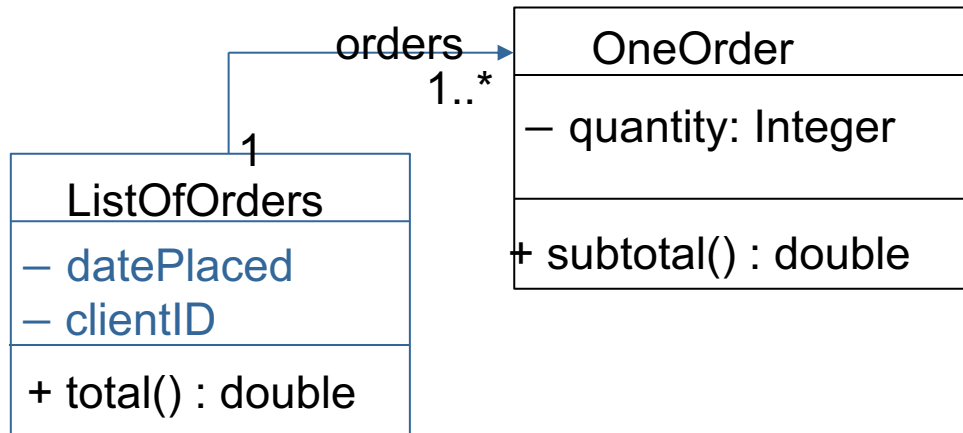 orders
1..*
OneOrder
– quantity: Integer
+ subtotal() : double
1
ListOfOrders
– datePlaced
– clientID
+ total() : double